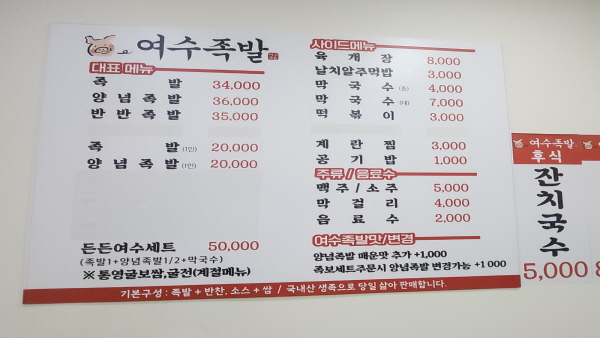 여수족발
대표 메뉴
족 발 34,000
양념족발 36,000
반반족발 35,000
족 발(1인) 20,000
양념족발(1인) 20,000
든든여수세트 50,000
(족발1+양념족발1/2+막국수)
※통영굴보쌈,굴전(계절메뉴)
사이드메뉴
육 개 장 8,000
날치알주먹밥 3,000
막 국 수 (중) 4,000
막 국 수 (대) 7,000
떡 볶 이 3,000
계 란 찜 3,000
공 기 밥 1,000
주류 / 음료수
맥 주 / 소 주 5,000
막 걸 리 4,000
음 료 수 2,000
여수족발맛/변경
양념족발 매운맛 추가 +1,000
족보세트주문시 양념족발 변경가능 +1 000
기본구성 : 족발 + 반찬, 소스 + 쌈 / 국내산 생족으로 당일 삶아 판매합니다.
여수족발
후식
잔치국수
5,000